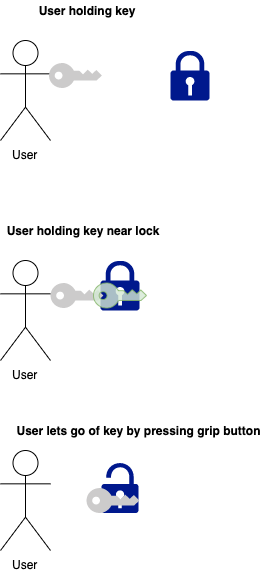 User holding key
User
User holding key near lock
User
User lets go of key by pressing grip button
User